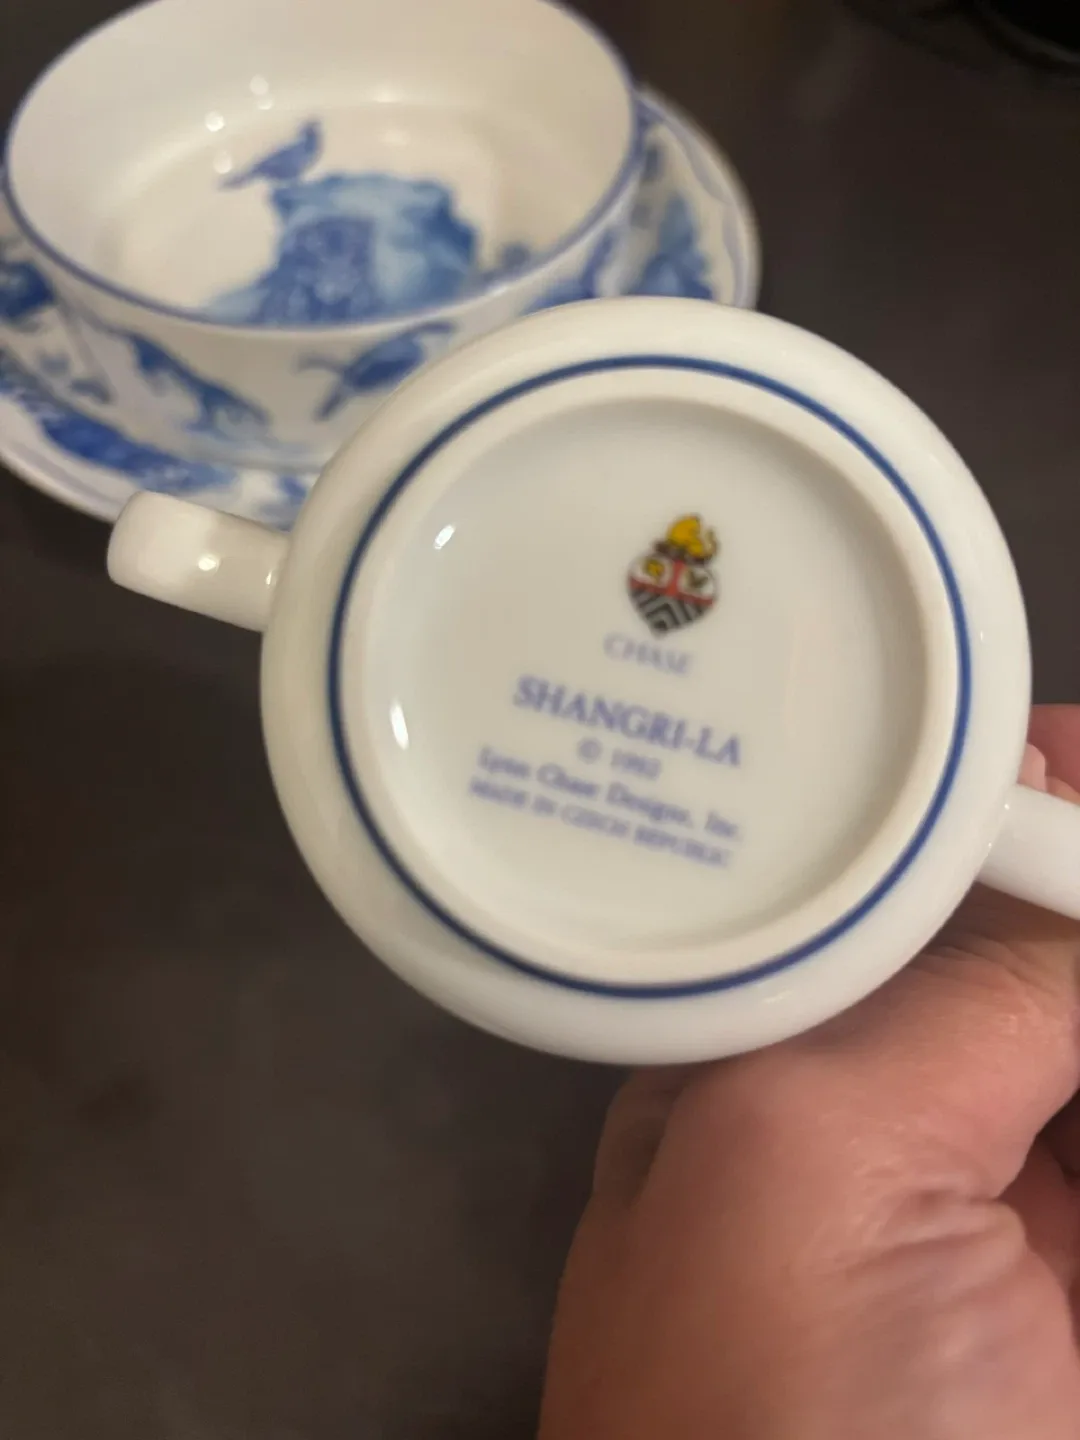 CHASE
SHANGRI-LA
© 1992
Lynn Chase Designs, Inc.
MADE IN CZECH REPUBLIC